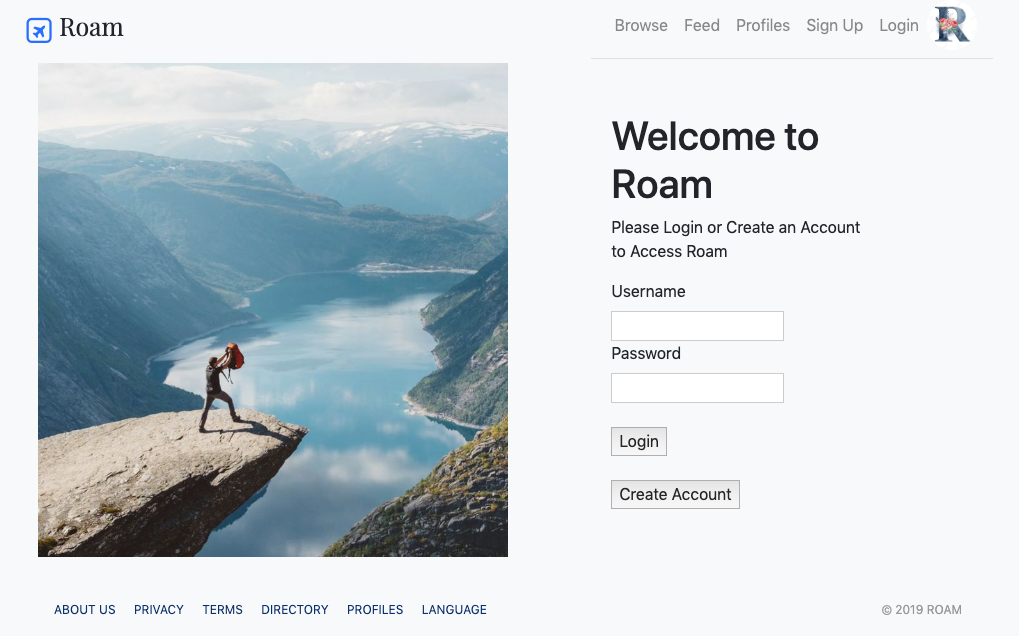 Roam
Browse Feed Profiles Sign Up Login R
Welcome to
Roam
Please Login or Create an Account
to Access Roam
Username
Password
Login
Create Account
ABOUT US PRIVACY TERMS DIRECTORY PROFILES LANGUAGE
© 2019 ROAM